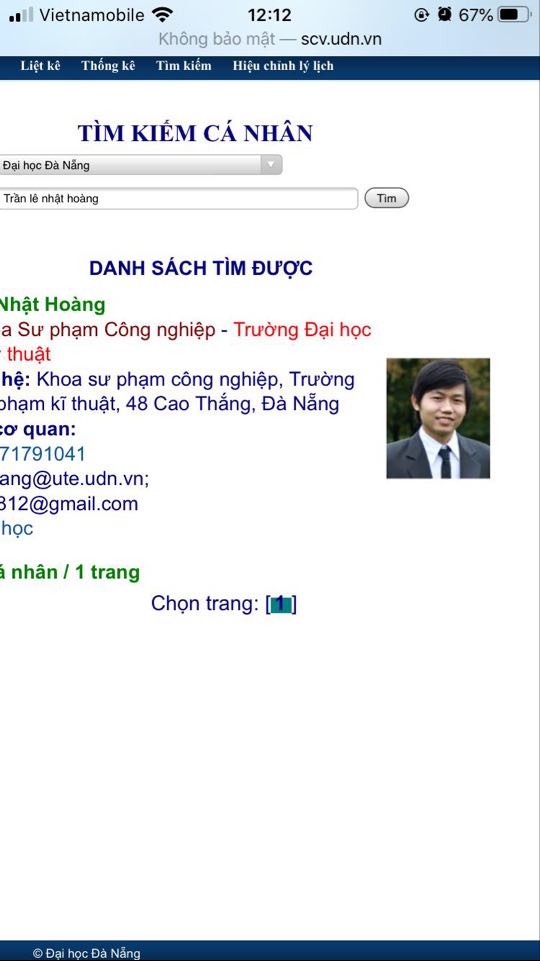 Vietnamobile 12:12 67%
Không bảo mật — scv.udn.vn
Liệt kê Thống kê Tìm kiếm Hiệu chỉnh lý lịch
TÌM KIẾM CÁ NHÂN
Đại học Đà Nẵng
Trần lê nhật hoàng Tìm
DANH SÁCH TÌM ĐƯỢC
Nhật Hoàng
a Sư phạm Công nghiệp - Trường Đại học
thuật
hệ: Khoa sư phạm công nghiệp, Trường
phạm kĩ thuật, 48 Cao Thắng, Đà Nẵng
cơ quan:
71791041
ang@ute.udn.vn;
812@gmail.com
học
á nhân / 1 trang
Chọn trang: [ 1 ]
© Đại học Đà Nẵng